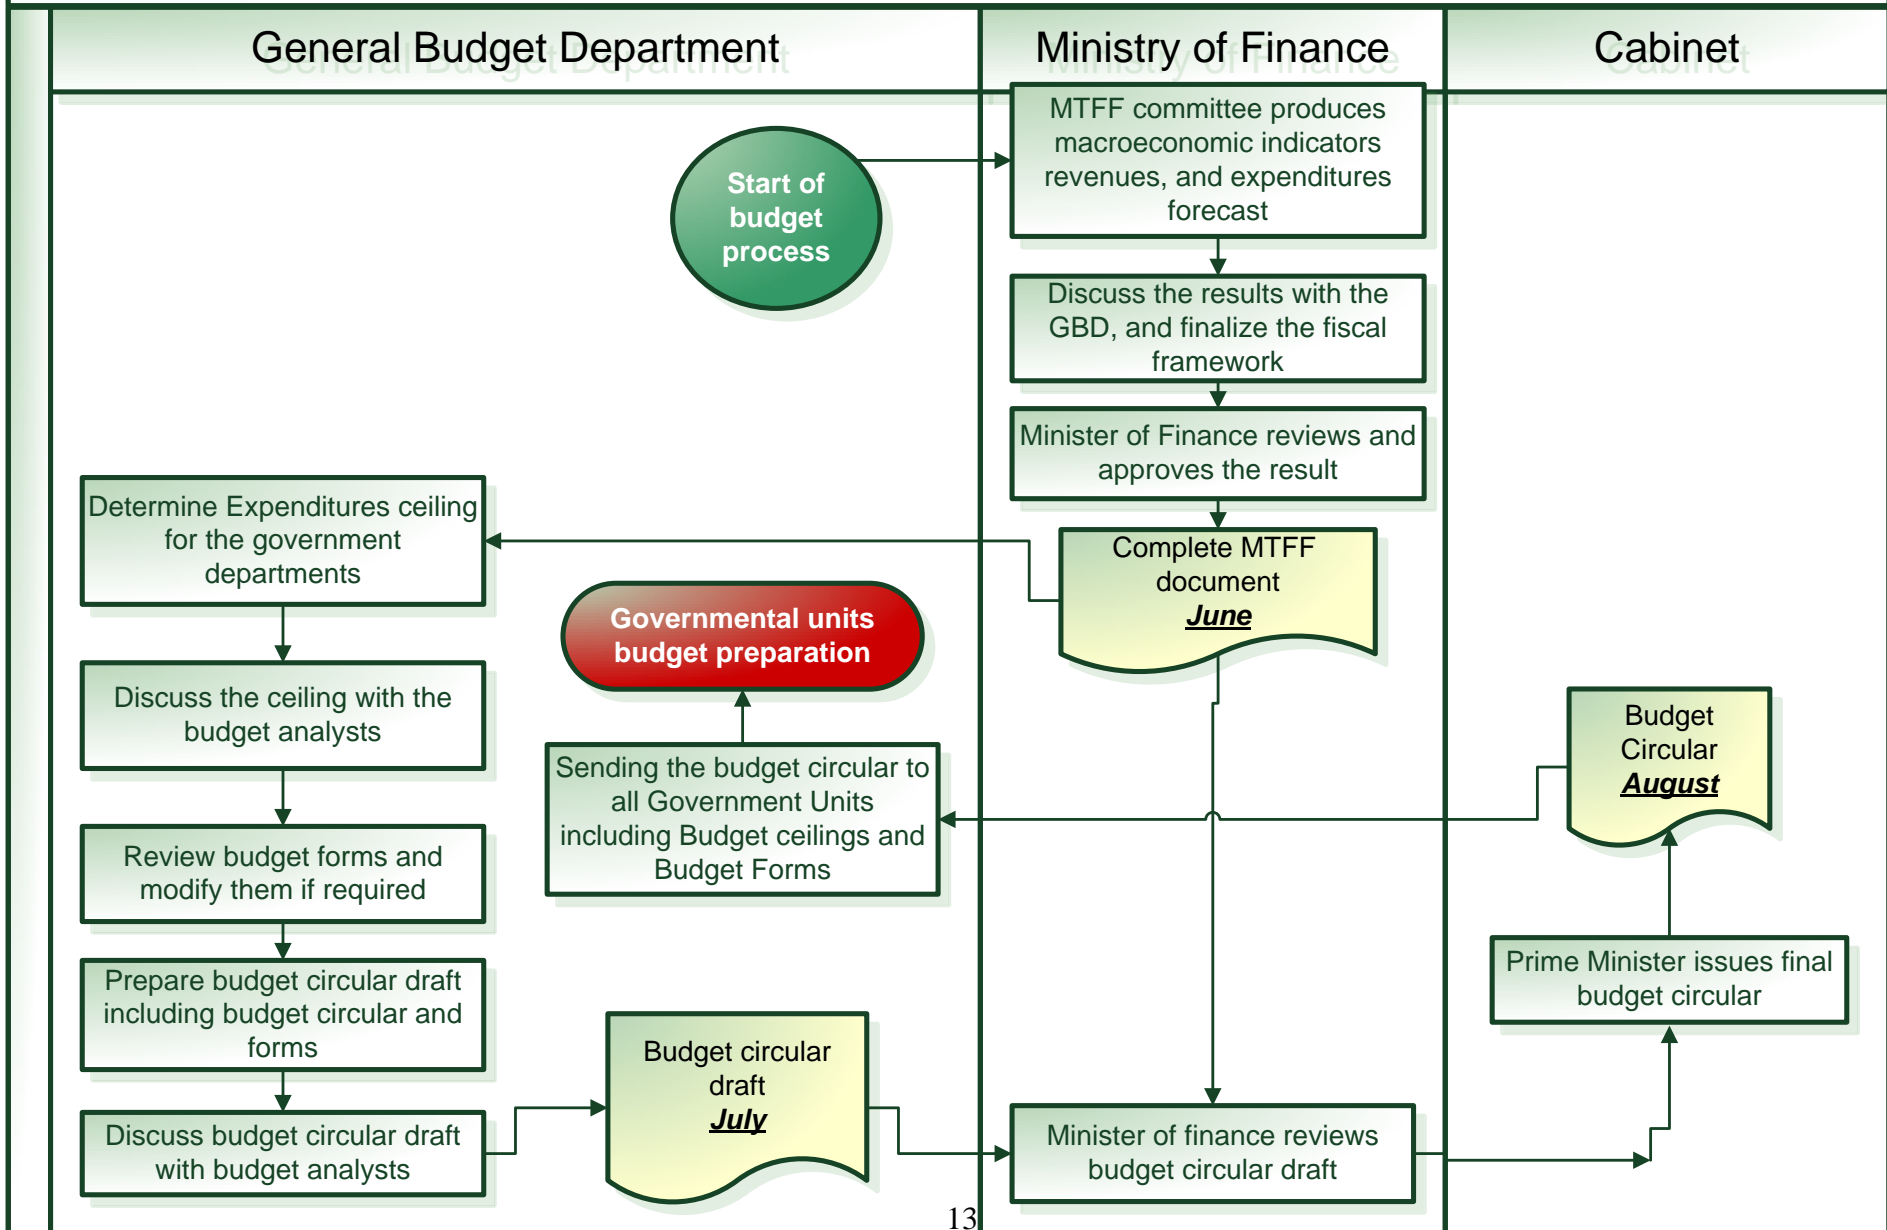 General Budget Department
Ministry of Finance
Cabinet
Start of
budget
process
MTFF committee produces
macroeconomic indicators
revenues, and expenditures
forecast
Discuss the results with the
GBD, and finalize the fiscal
framework
Minister of Finance reviews and
approves the result
Complete MTFF
document
June
Determine Expenditures ceiling
for the government
departments
Discuss the ceiling with the
budget analysts
Review budget forms and
modify them if required
Prepare budget circular draft
including budget circular and
forms
Discuss budget circular draft
with budget analysts
Budget circular
draft
July
Minister of finance reviews
budget circular draft
Prime Minister issues final
budget circular
Budget
Circular
August
Sending the budget circular to
all Government Units
including Budget ceilings and
Budget Forms
Governmental units
budget preparation
13